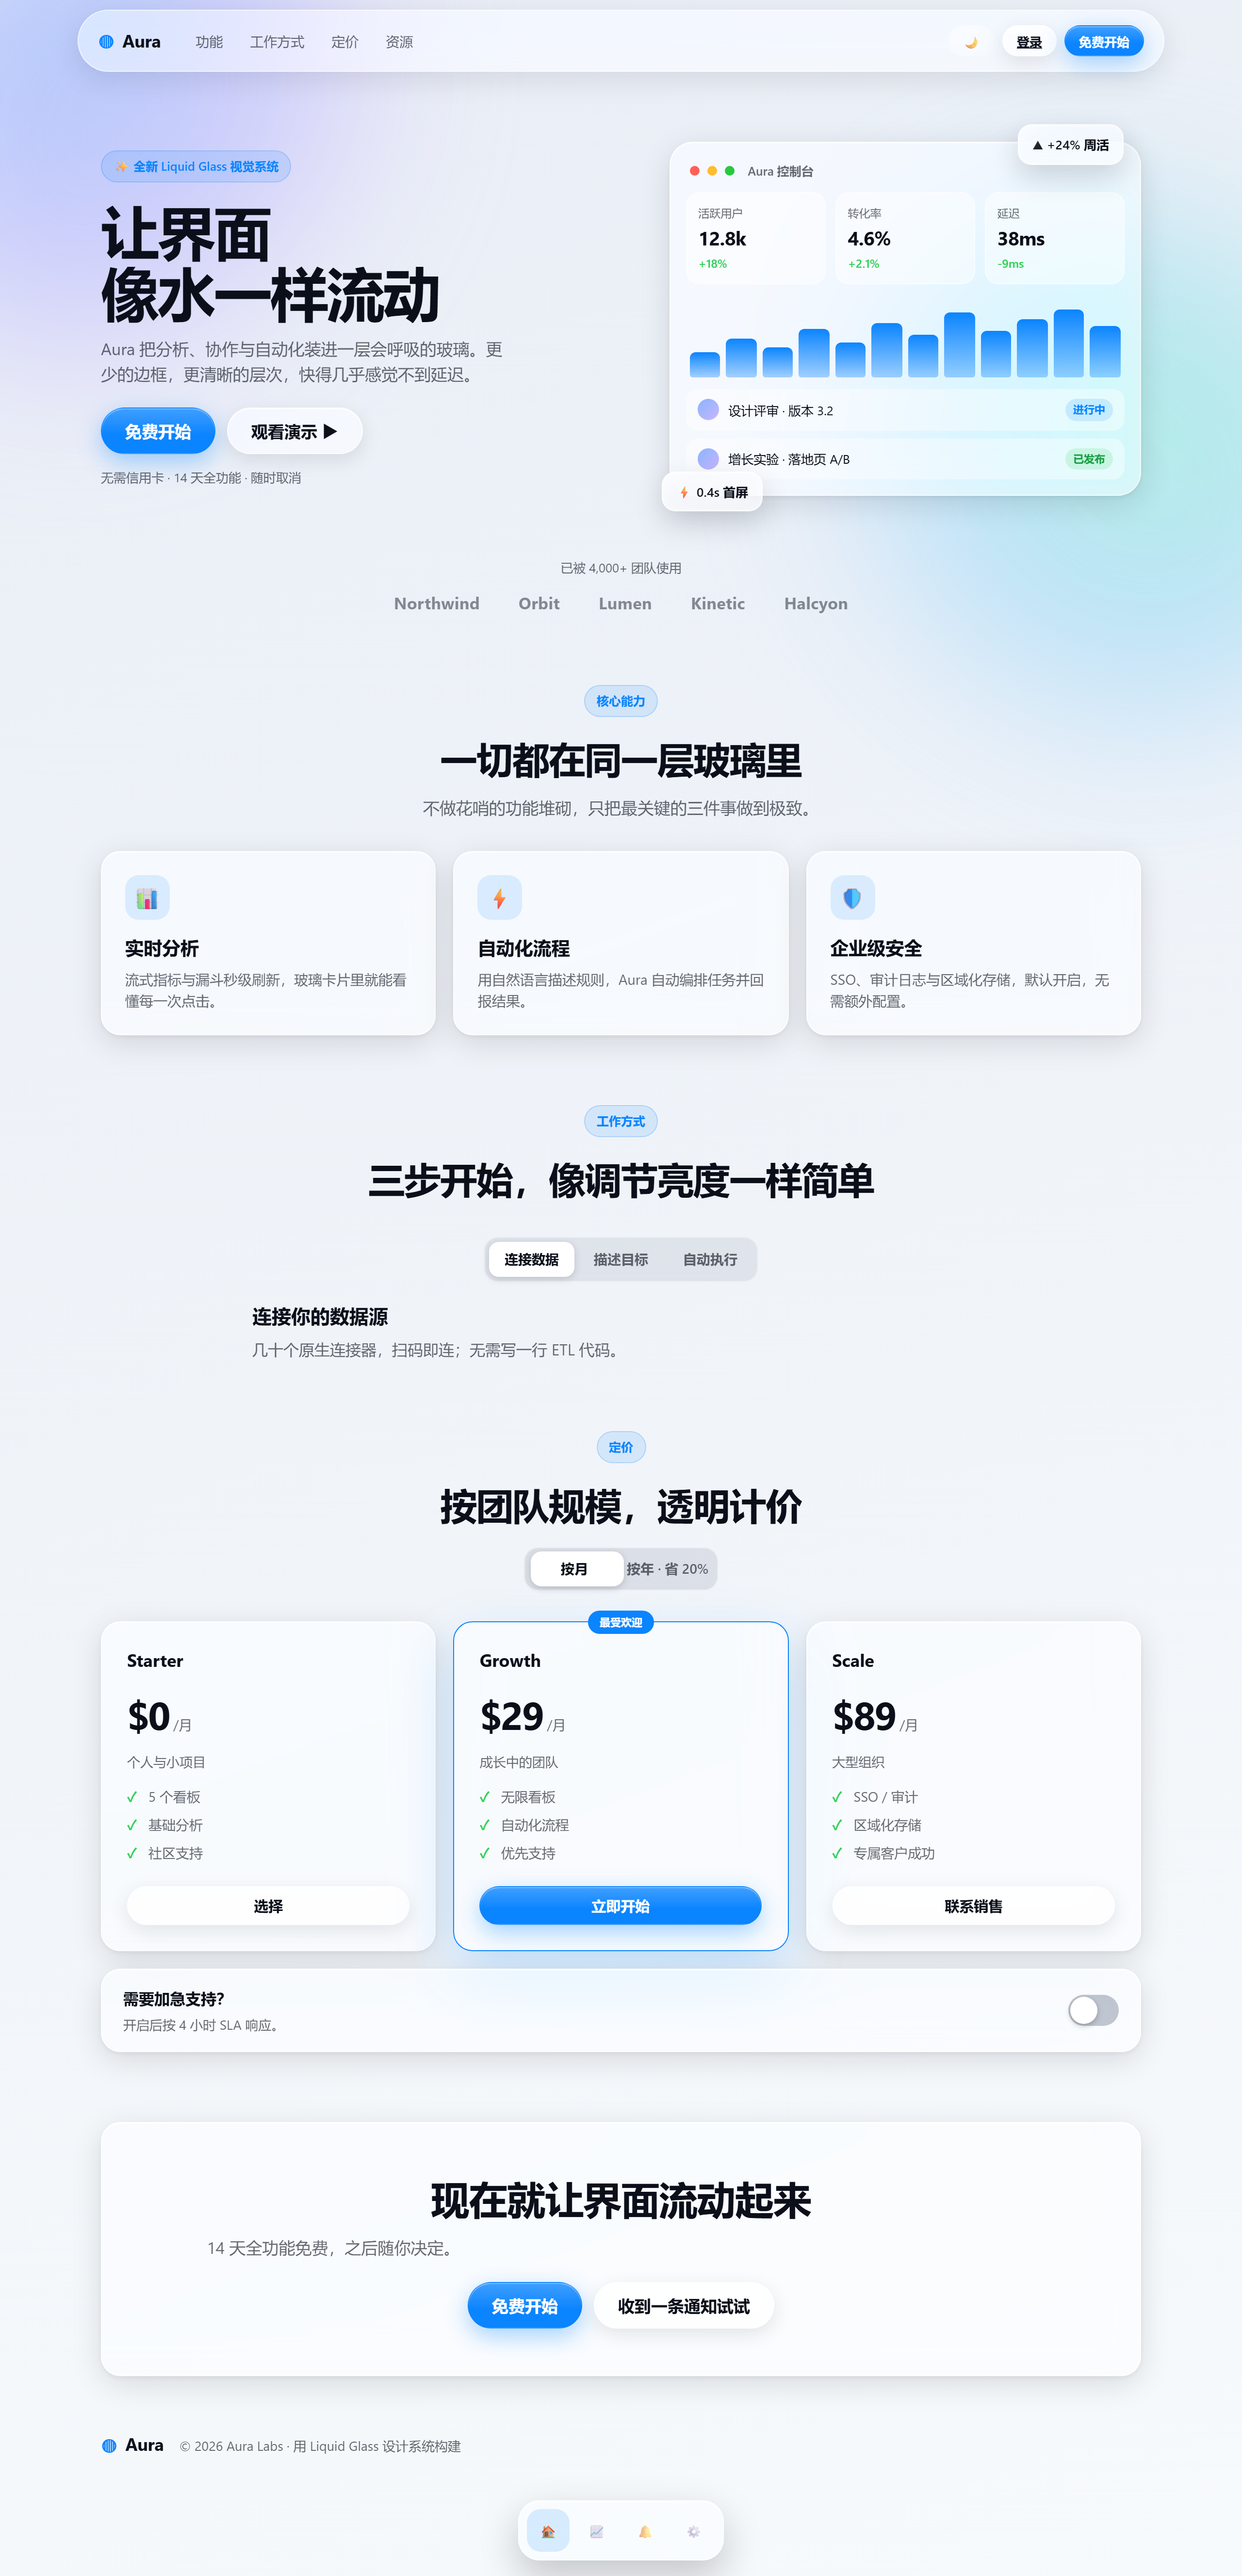 Aura
功能
工作方式
定价
资源
登录
免费开始
全新 Liquid Glass 视觉系统
让界面
像水一样流动
Aura 把分析、协作与自动化装进一层会呼吸的玻璃。更
少的边框，更清晰的层次，快得几乎感觉不到延迟。
免费开始
观看演示 ▶
无需信用卡 · 14 天全功能 · 随时取消
▲ +24% 周活
Aura 控制台
活跃用户
12.8k
+18%
转化率
4.6%
+2.1%
延迟
38ms
-9ms
设计评审 · 版本 3.2
进行中
增长实验 · 落地页 A/B
已发布
0.4s 首屏
已被 4,000+ 团队使用
Northwind
Orbit
Lumen
Kinetic
Halcyon
核心能力
一切都在同一层玻璃里
不做花哨的功能堆砌，只把最关键的三件事做到极致。
实时分析
流式指标与漏斗秒级刷新，玻璃卡片里就能看
懂每一次点击。
自动化流程
用自然语言描述规则，Aura 自动编排任务并回
报结果。
企业级安全
SSO、审计日志与区域化存储，默认开启，无
需额外配置。
工作方式
三步开始，像调节亮度一样简单
连接数据
描述目标
自动执行
连接你的数据源
几十个原生连接器，扫码即连；无需写一行 ETL 代码。
定价
按团队规模，透明计价
按月
按年 · 省 20%
Starter
$0 /月
个人与小项目
✓ 5 个看板
✓ 基础分析
✓ 社区支持
选择
最受欢迎
Growth
$29 /月
成长中的团队
✓ 无限看板
✓ 自动化流程
✓ 优先支持
立即开始
Scale
$89 /月
大型组织
✓ SSO / 审计
✓ 区域化存储
✓ 专属客户成功
联系销售
需要加急支持？
开启后按 4 小时 SLA 响应。
现在就让界面流动起来
14 天全功能免费，之后随你决定。
免费开始
收到一条通知试试
Aura
© 2026 Aura Labs · 用 Liquid Glass 设计系统构建